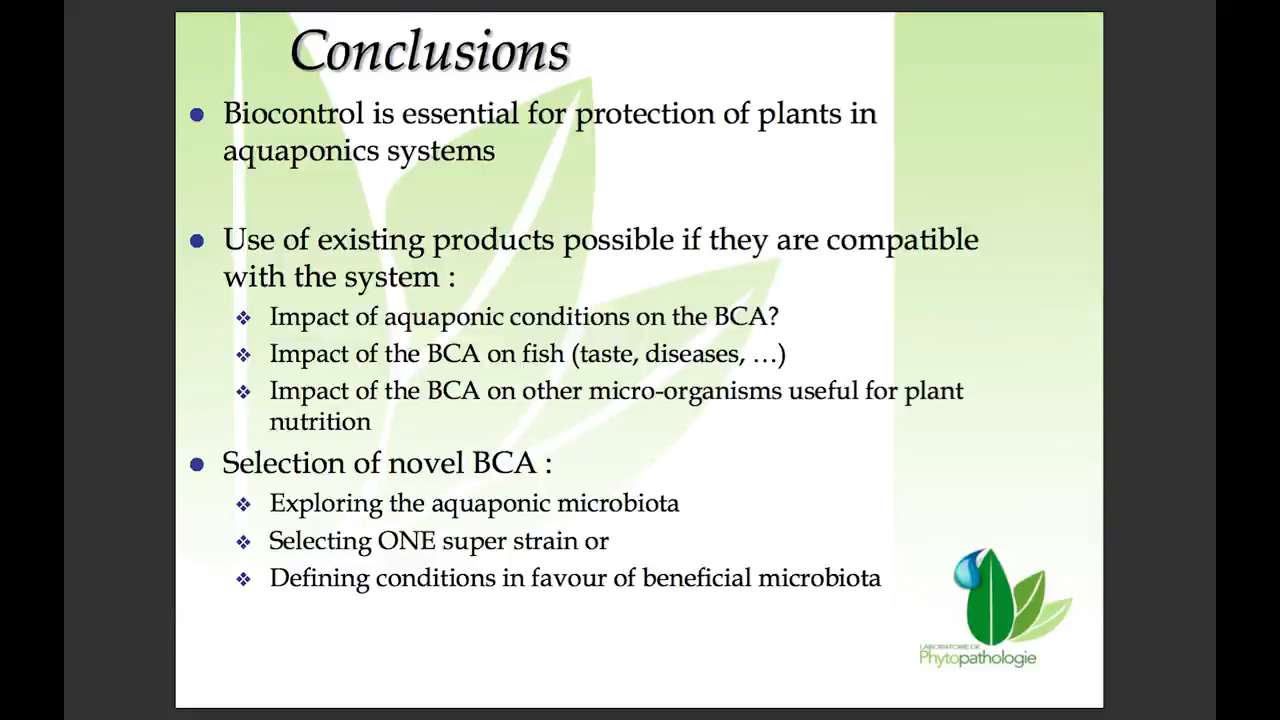 Conclusions
Biocontrol is essential for protection of plants in
aquaponics systems
Use of existing products possible if they are compatible
with the system :
Impact of aquaponic conditions on the BCA?
Impact of the BCA on fish (taste, diseases, …)
Impact of the BCA on other micro-organisms useful for plant
nutrition
Selection of novel BCA :
Exploring the aquaponic microbiota
Selecting ONE super strain or
Defining conditions in favour of beneficial microbiota
LABORATOIRE DE
Phytopathologie